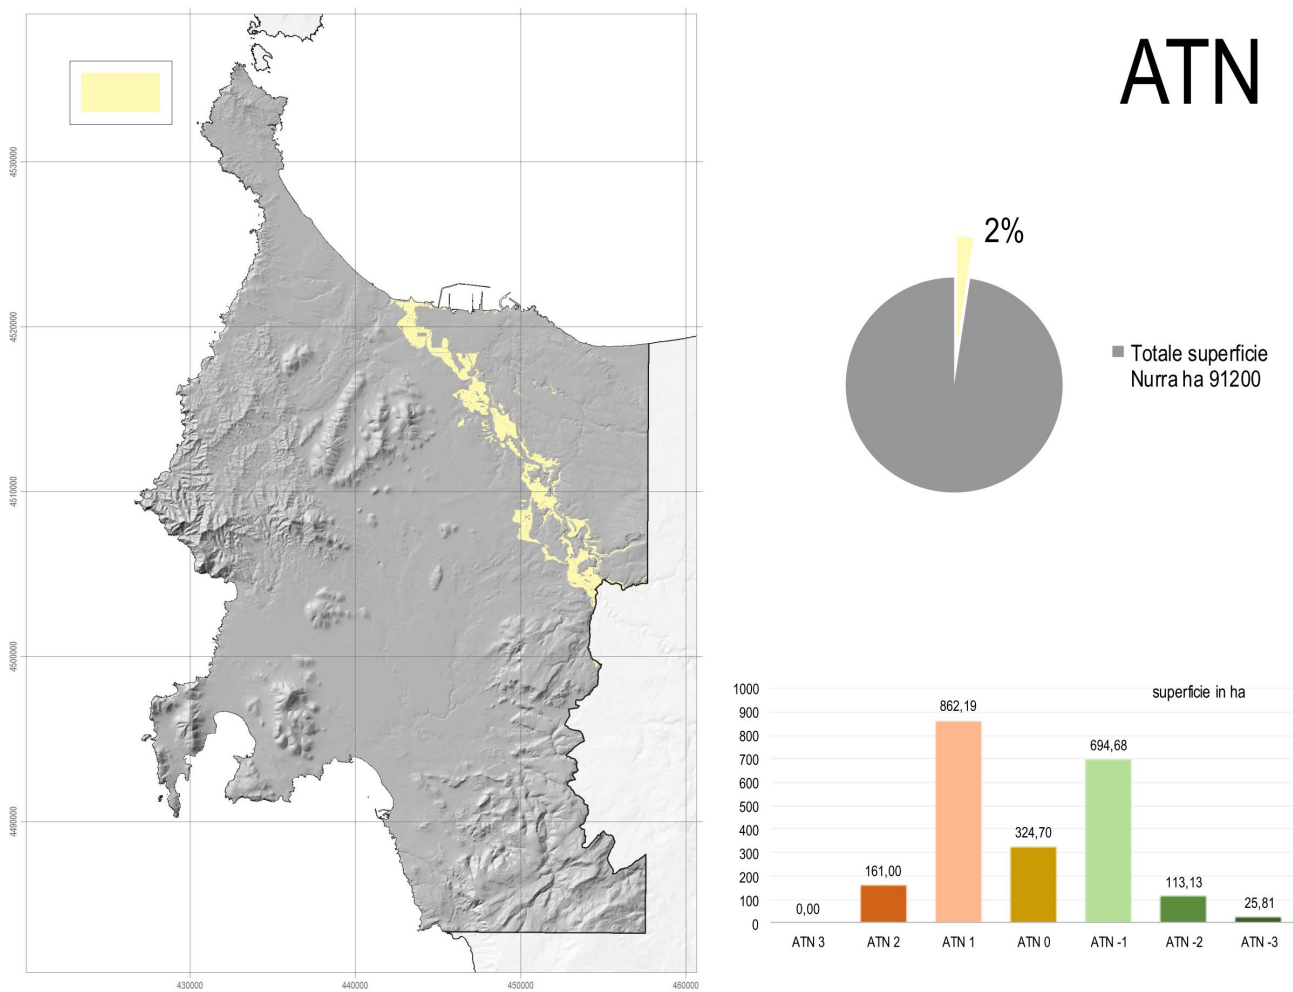 ATN
4530000
4520000
4510000
4500000
4490000
430000
440000
450000
460000
2%
Totale superficie
Nurra ha 91200
superficie in ha
1000
900
800
700
600
500
400
300
200
100
0
0,00
161,00
862,19
324,70
694,68
113,13
25,81
ATN 3
ATN 2
ATN 1
ATN 0
ATN -1
ATN -2
ATN -3